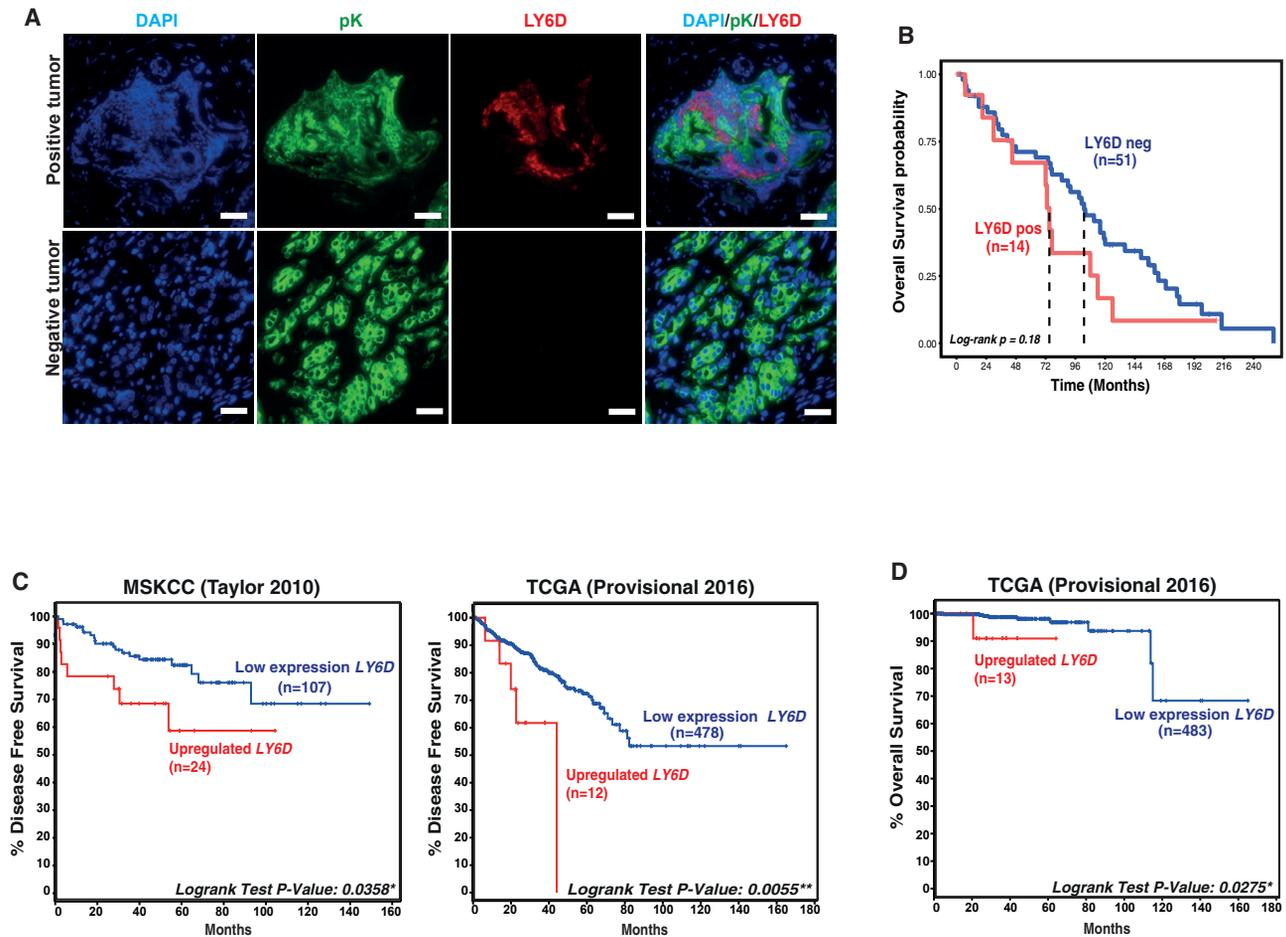 A
DAPI
pK
LY6D
DAPI/pK/LY6D
Positive tumor
Negative tumor
B
Overall Survival probability
1.00
0.75
0.50
0.25
0.00
LY6D neg
(n=51)
LY6D pos
(n=14)
Log-rank p = 0.18
0 24 48 72 96 120 144 168 192 216 240
Time (Months)
C
MSKCC (Taylor 2010)
% Disease Free Survival
100
90
80
70
60
50
40
30
20
10
0
Low expression LY6D
(n=107)
Upregulated LY6D
(n=24)
Logrank Test P-Value: 0.0358*
0 20 40 60 80 100 120 140 160
Months
TCGA (Provisional 2016)
% Disease Free Survival
100
90
80
70
60
50
40
30
20
10
0
Low expression LY6D
(n=478)
Upregulated LY6D
(n=12)
Logrank Test P-Value: 0.0055**
0 20 40 60 80 100 120 140 160 180
Months
D
TCGA (Provisional 2016)
% Overall Survival
100
90
80
70
60
50
40
30
20
10
0
Upregulated LY6D
(n=13)
Low expression LY6D
(n=483)
Logrank Test P-Value: 0.0275*
0 20 40 60 80 100 120 140 160 180
Months